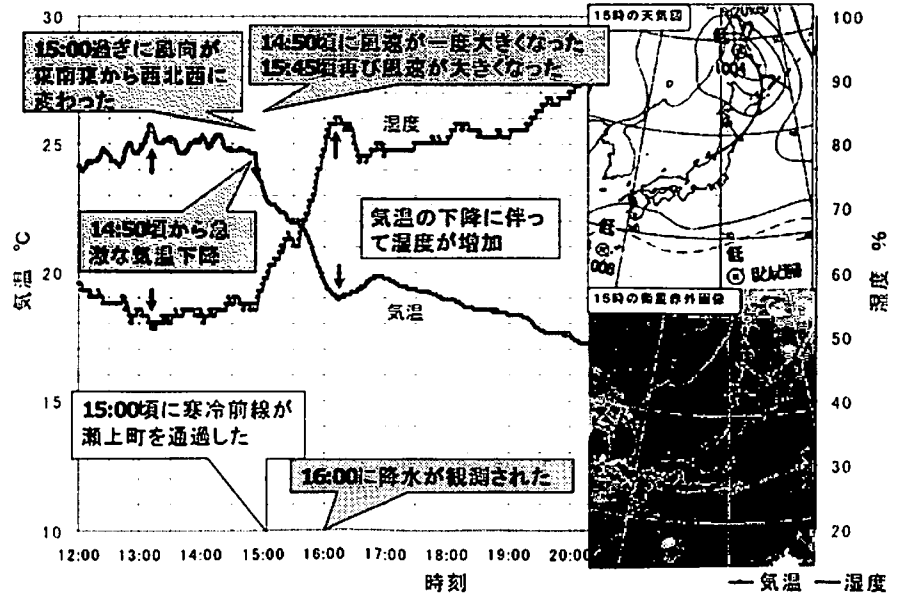 30
15:00過ぎに風向が
東南東から西北西に
変わった
14:50頃に風速が一度大きくなった
15:45頃再び風速が大きくなった
15時の天気図
100
90
80
70
60
50
40
30
20
25
20
15
10
気温 ℃
湿度 %
湿度
14:50頃から急
激な気温下降
気温の下降に伴っ
て湿度が増加
気温
低
1004
低
008
低
ほとんど停滞
15時の衛星赤外画像
15:00頃に寒冷前線が
瀬上町を通過した
16:00に降水が観測された
12:00 13:00 14:00 15:00 16:00 17:00 18:00 19:00 20:00
時刻
気温 湿度